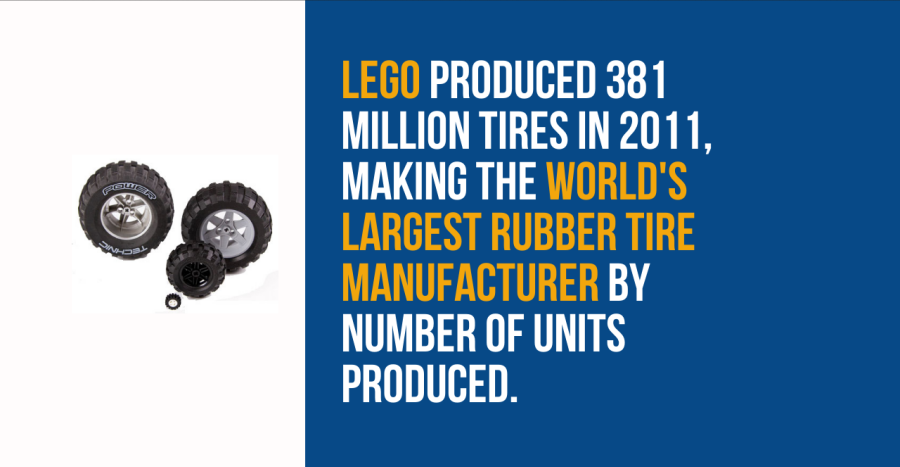 POWER
TECHNIC
LEGO PRODUCED 381
MILLION TIRES IN 2011,
MAKING THE WORLD'S
LARGEST RUBBER TIRE
MANUFACTURER BY
NUMBER OF UNITS
PRODUCED.